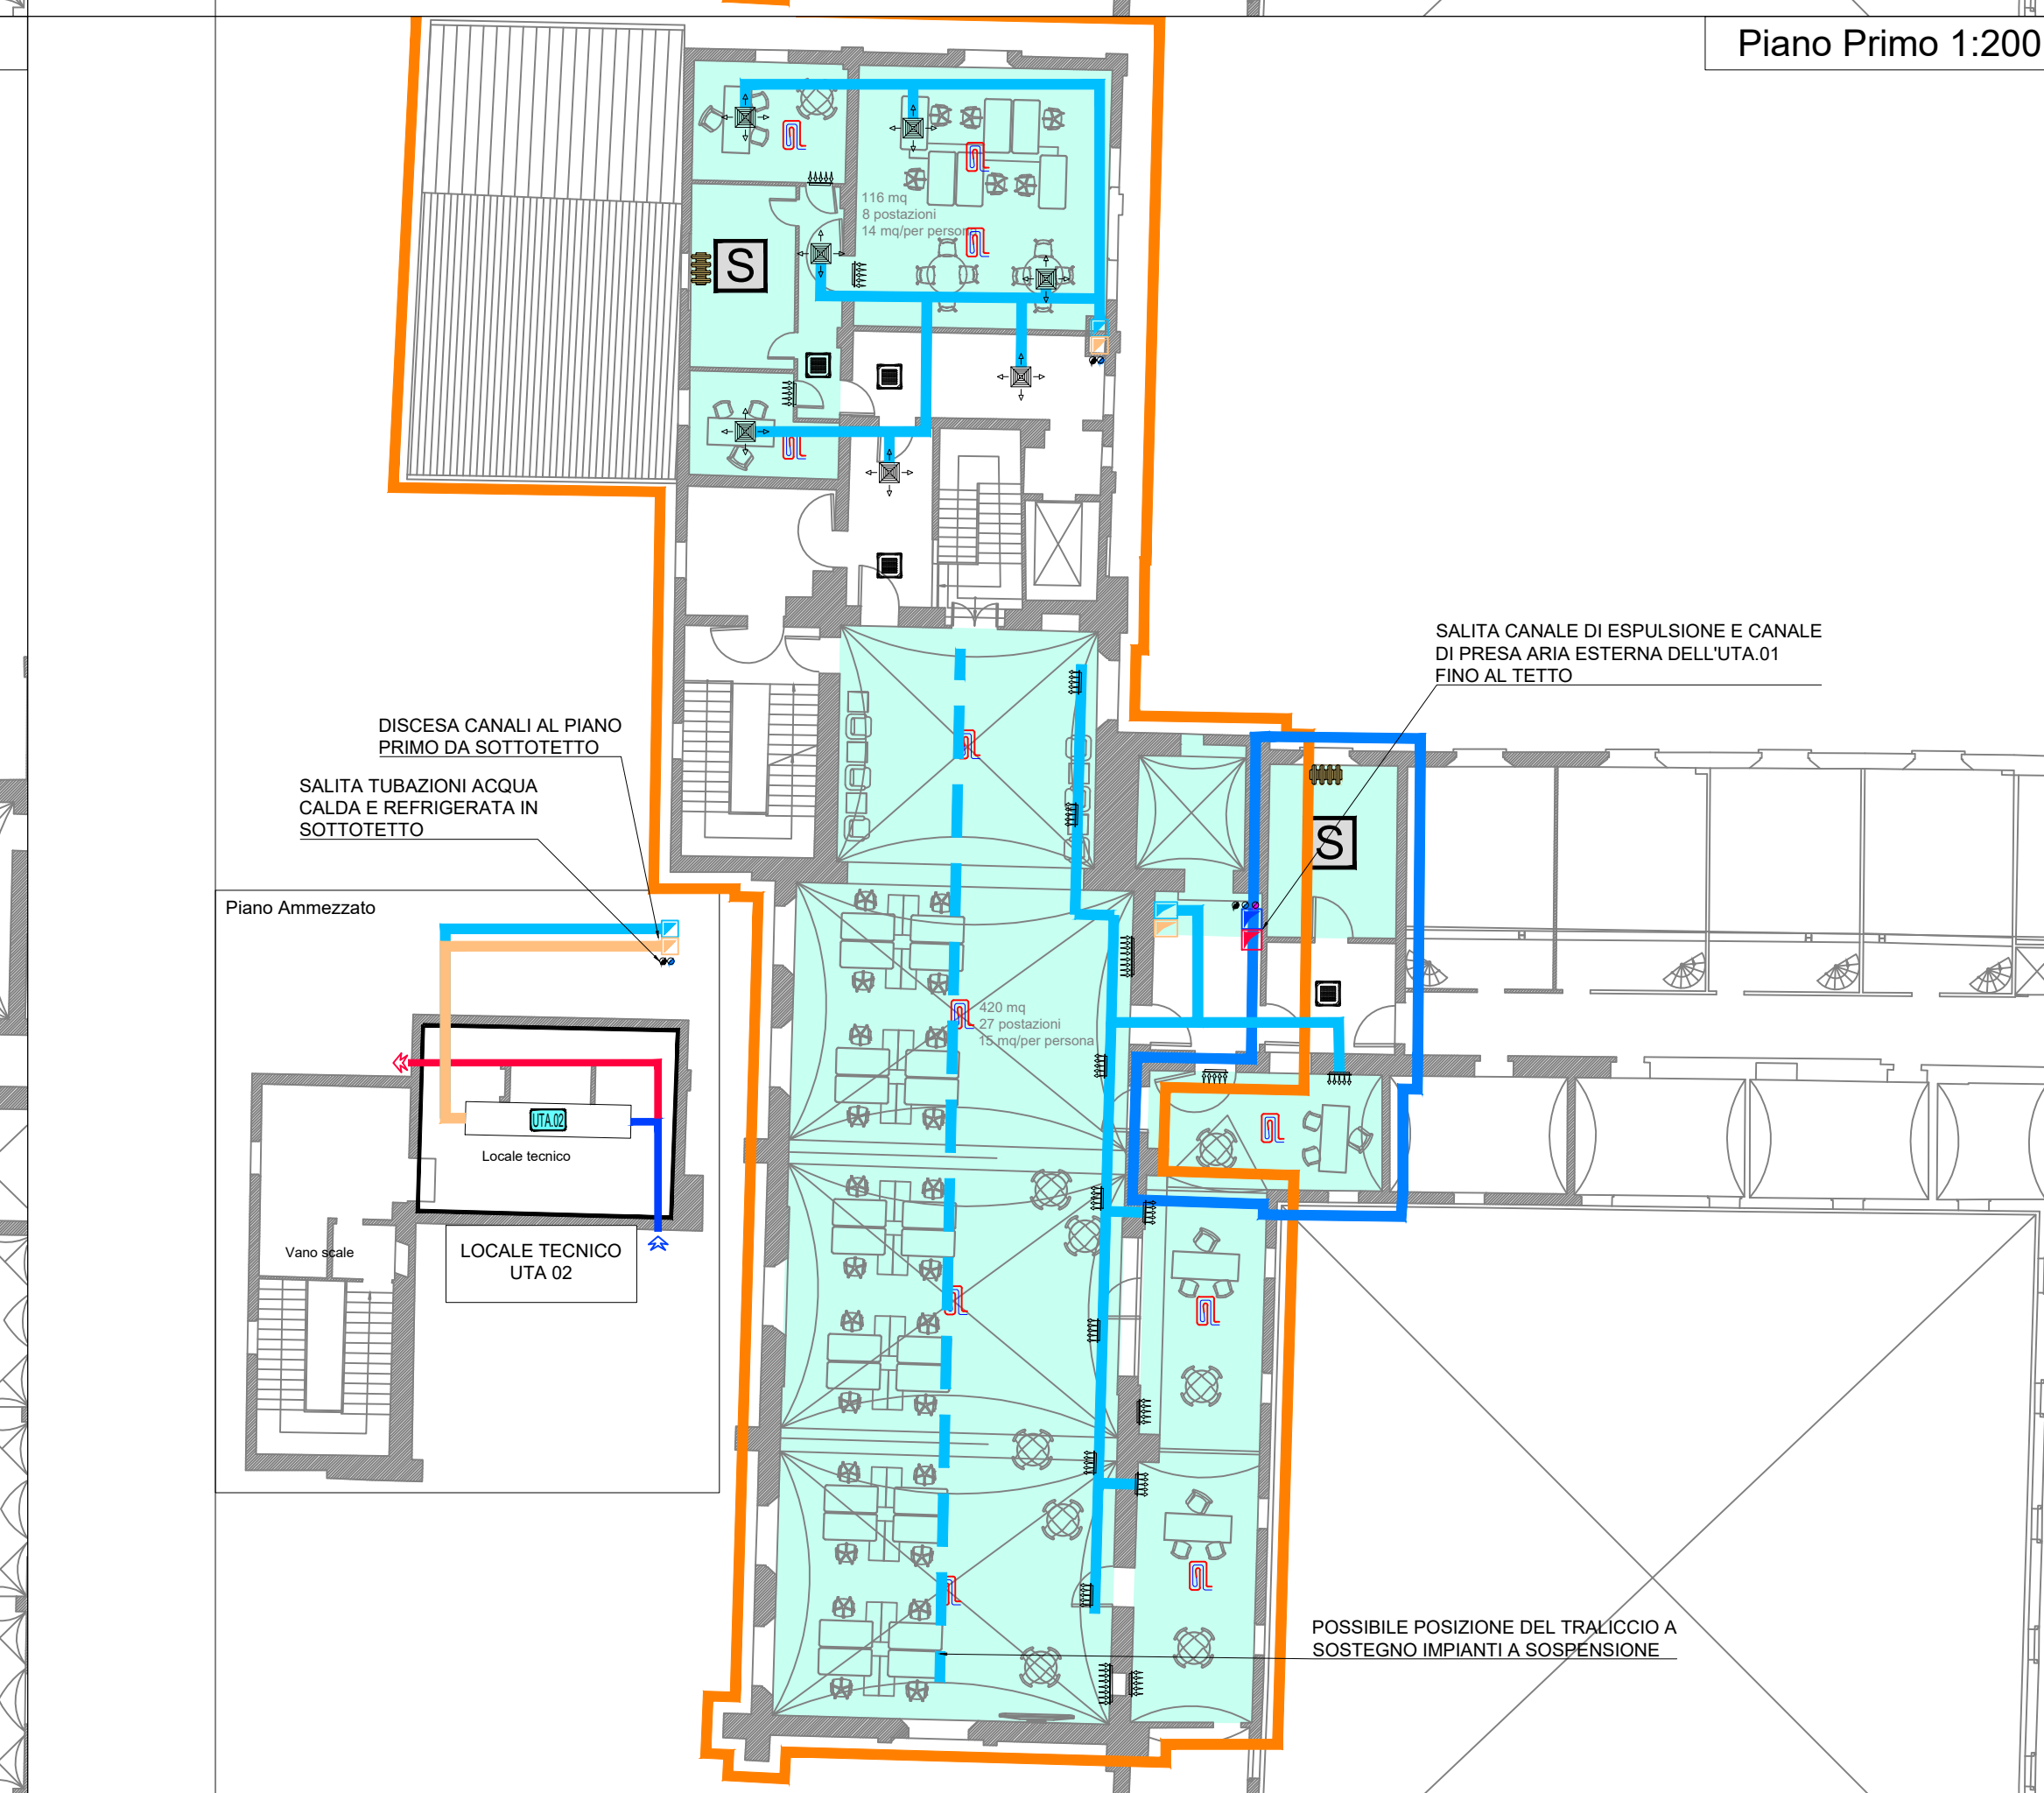 Piano Primo 1:200
116 mq
8 postazioni
14 mq/per persona
S
SALITA CANALE DI ESPULSIONE E CANALE
DI PRESA ARIA ESTERNA DELL'UTA.01
FINO AL TETTO
DISCESA CANALI AL PIANO
PRIMO DA SOTTOTETTO
SALITA TUBAZIONI ACQUA
CALDA E REFRIGERATA IN
SOTTOTETTO
S
Piano Ammezzato
420 mq
27 postazioni
15 mq/per persona
UTA.02
Locale tecnico
Vano scale
LOCALE TECNICO
UTA 02
POSSIBILE POSIZIONE DEL TRALICCIO A
SOSTEGNO IMPIANTI A SOSPENSIONE